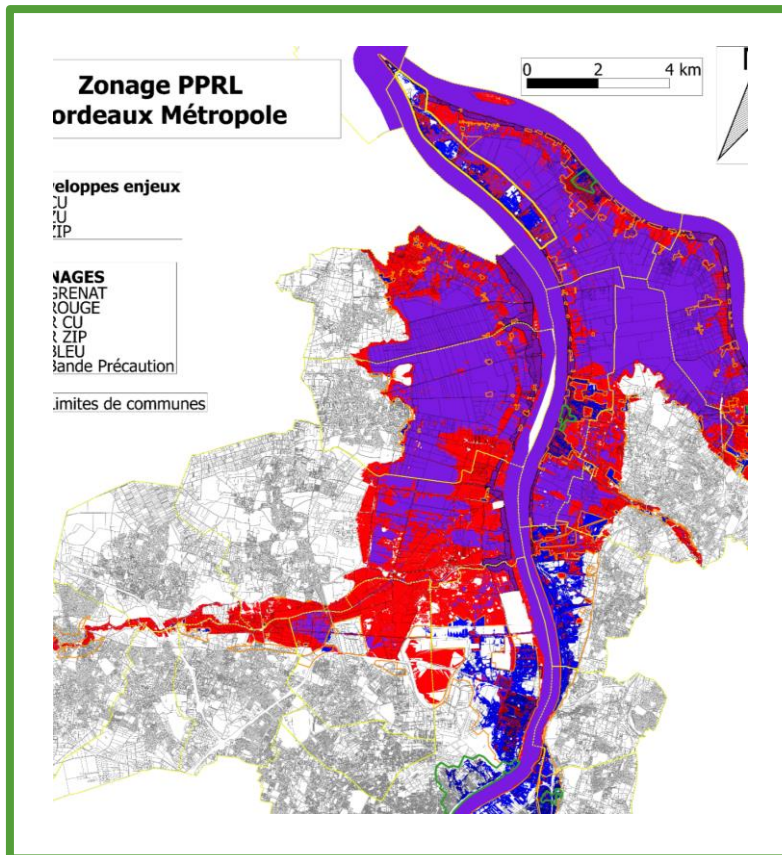 Zonage PPRL
ordeaux Métropole
0 2 4 km
veloppes enjeux
CU
ZU
ZIP
NAGES
GRENAT
ROUGE
R CU
R ZIP
BLEU
Bande Précaution
Limites de communes